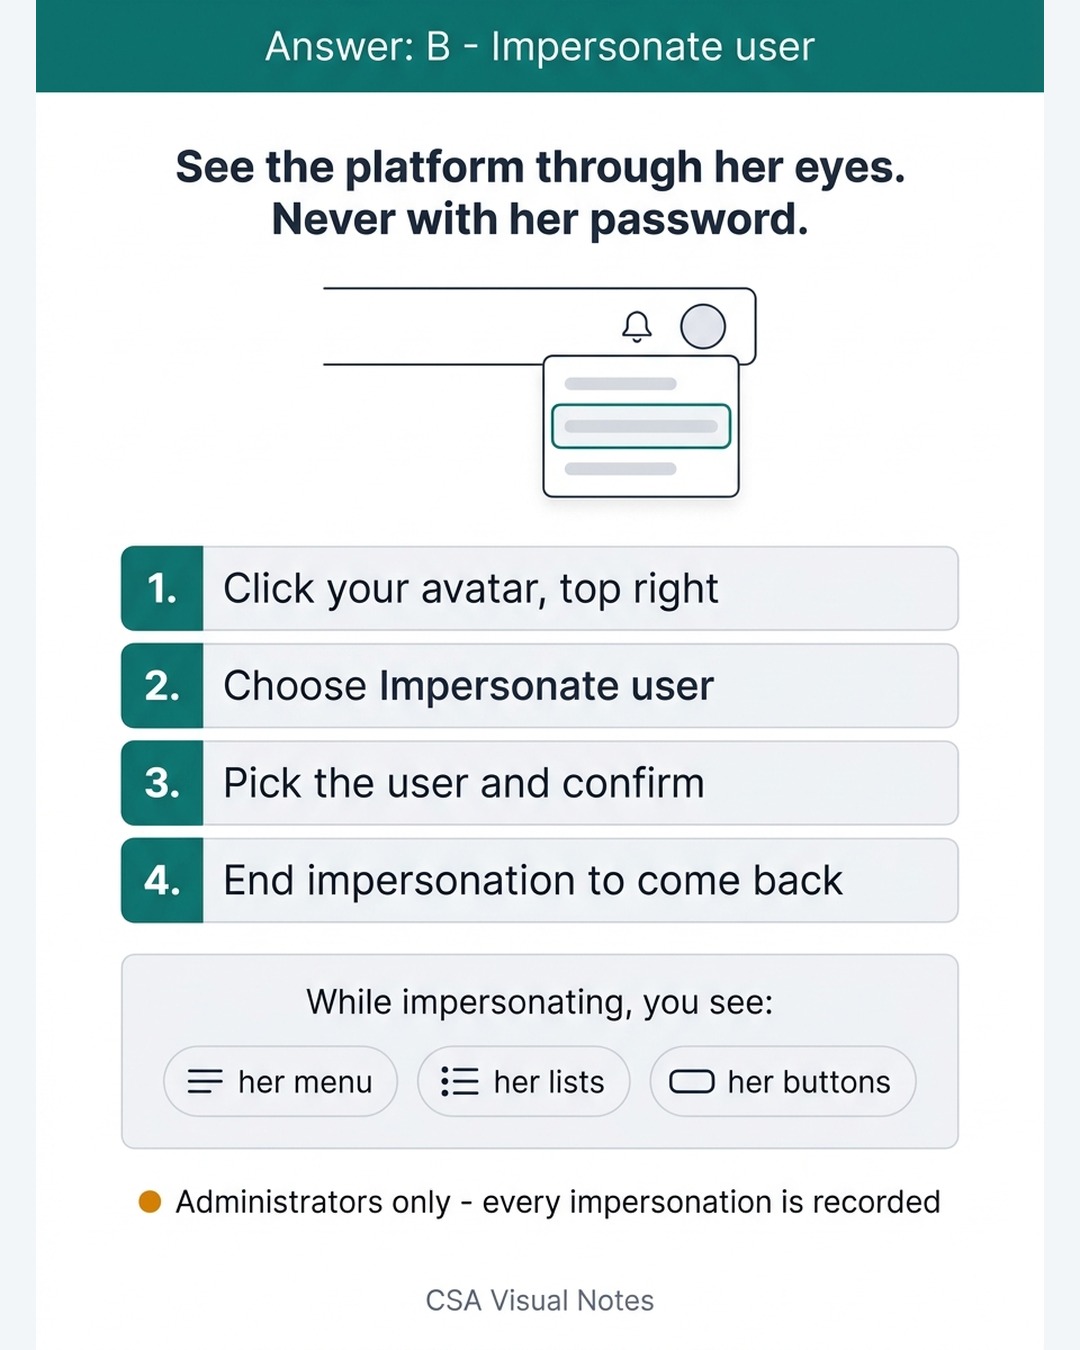 Answer: B - Impersonate user
See the platform through her eyes.
Never with her password.
1. Click your avatar, top right
2. Choose Impersonate user
3. Pick the user and confirm
4. End impersonation to come back
While impersonating, you see:
her menu her lists her buttons
Administrators only - every impersonation is recorded
CSA Visual Notes